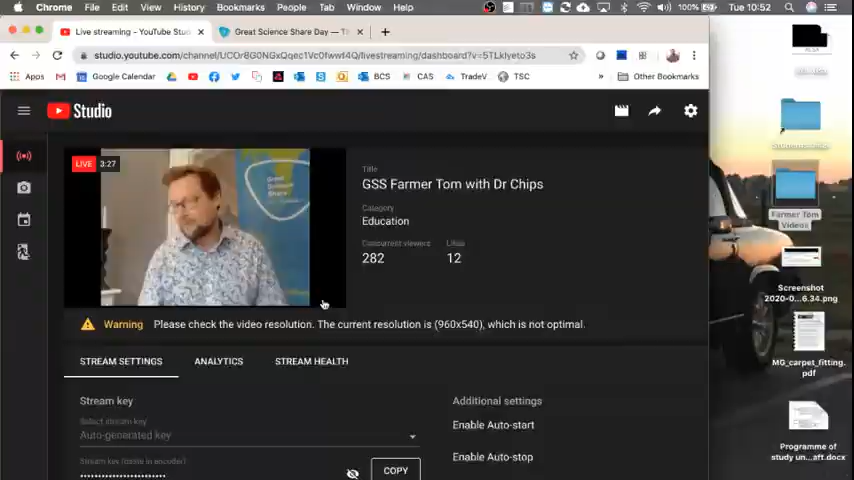 Chrome File Edit View History Bookmarks People Tab Window Help 100% Tue 10:52
Live streaming - YouTube Stu
Great Science Share Day — T
studio.youtube.com/channel/
/livestreaming/dashboard?v=5TLklyeto3s
Apps Google Calendar BCS CAS TradeV TSC » Other Bookmarks
Studio
LIVE 3:27
Great
Science
Share
Title
GSS Farmer Tom with Dr Chips
Category
Education
Concurrent viewers Likes
282 12
Warning Please check the video resolution. The current resolution is (960x540), which is not optimal.
STREAM SETTINGS ANALYTICS STREAM HEALTH
Stream key
Select stream key
Auto-generated key
Stream key (paste in encoder)
COPY
Additional settings
Enable Auto-start
Enable Auto-stop
Farmer Tom
Videos
Screenshot
2020-0...6.34.png
MG_carpet_fitting.
pdf
Programme of
study un...aft.docx